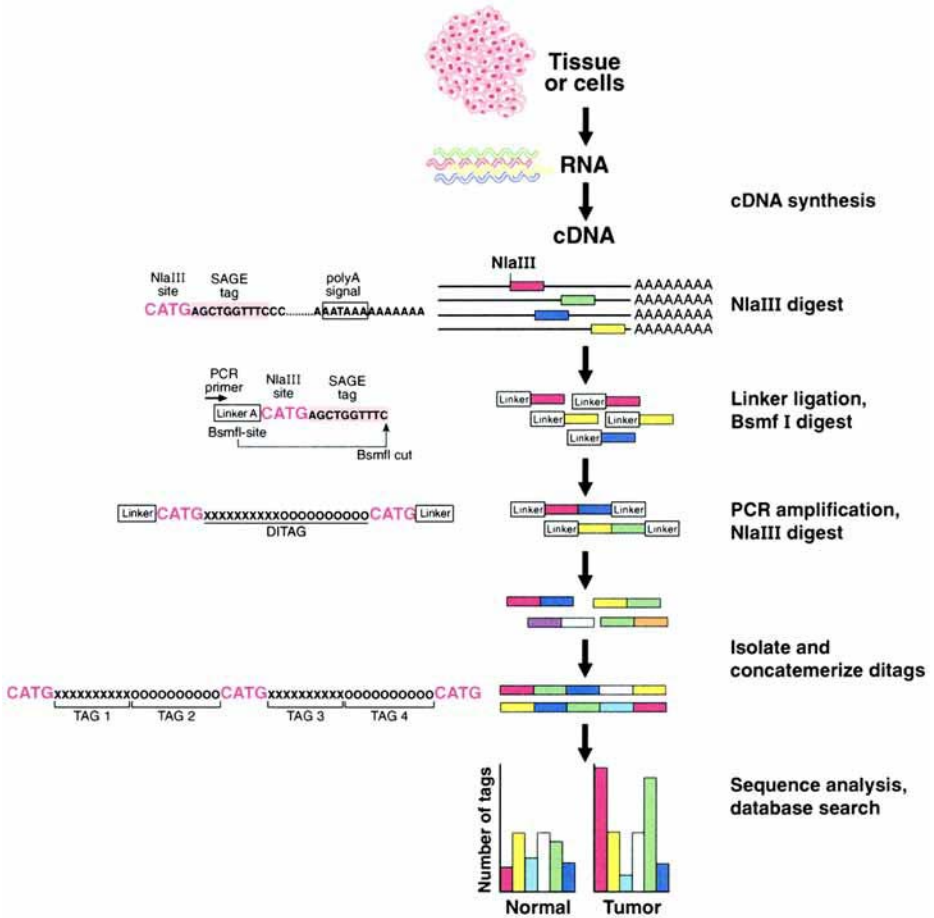 Tissue
or cells
RNA
cDNA synthesis
cDNA
NlaIII
NlaIII
site
SAGE
tag
polyA
signal
CATGAGCTGGTTTCCC.........AAATAAAAAAAAAA
AAAAAAAA
AAAAAAAA
AAAAAAAA
AAAAAAAA
NlaIII digest
PCR
primer
NlaIII
site
SAGE
tag
Linker A CATGAGCTGGTTTC
BsmfI-site
BsmfI cut
Linker
Linker
Linker
Linker
Linker
Linker ligation,
Bsmf I digest
Linker CATGXXXXXXXXXXOOOOOOOOOOCATG Linker
DITAG
Linker Linker
Linker Linker
PCR amplification,
NlaIII digest
Isolate and
concatemerize ditags
CATGXXXXXXXXXXOOOOOOOOOOCATGXXXXXXXXXXOOOOOOOOOOCATG
TAG 1 TAG 2 TAG 3 TAG 4
Sequence analysis,
database search
Number of tags
Normal Tumor